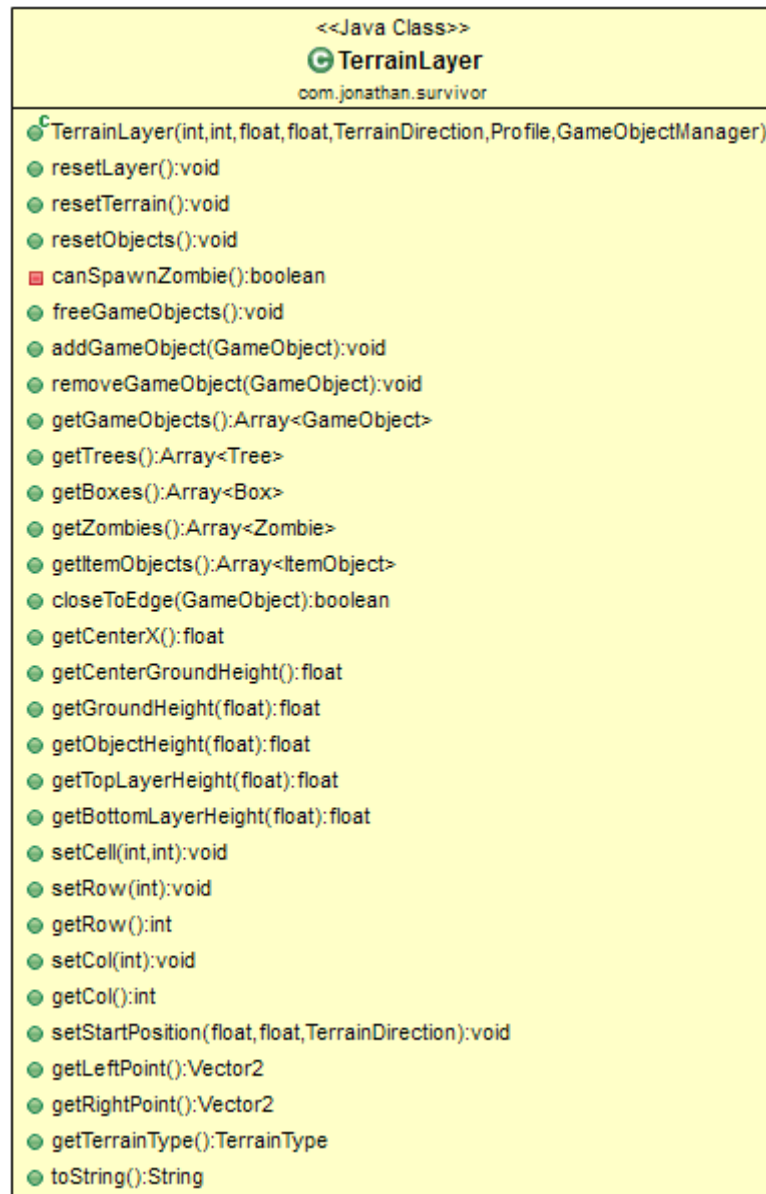 <<Java Class>>
C TerrainLayer
com.jonathan.survivor
C TerrainLayer(int,int,float,float,TerrainDirection,Profile,GameObjectManager)
resetLayer():void
resetTerrain():void
resetObjects():void
canSpawnZombie():boolean
freeGameObjects():void
addGameObject(GameObject):void
removeGameObject(GameObject):void
getGameObjects():Array<GameObject>
getTrees():Array<Tree>
getBoxes():Array<Box>
getZombies():Array<Zombie>
getItemObjects():Array<ItemObject>
closeToEdge(GameObject):boolean
getCenterX():float
getCenterGroundHeight():float
getGroundHeight(float):float
getObjectHeight(float):float
getTopLayerHeight(float):float
getBottomLayerHeight(float):float
setCell(int,int):void
setRow(int):void
getRow():int
setCol(int):void
getCol():int
setStartPosition(float,float,TerrainDirection):void
getLeftPoint():Vector2
getRightPoint():Vector2
getTerrainType():TerrainType
toString():String